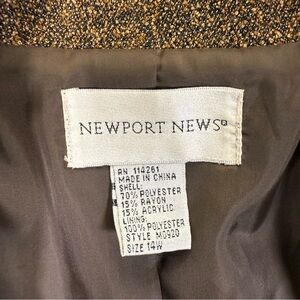 NEWPORT NEWS®
RN 114261
MADE IN CHINA
SHELL:
70% POLYESTER
15% RAYON
15% ACRYLIC
LINING:
100% POLYESTER
STYLE M0920
SIZE 14W